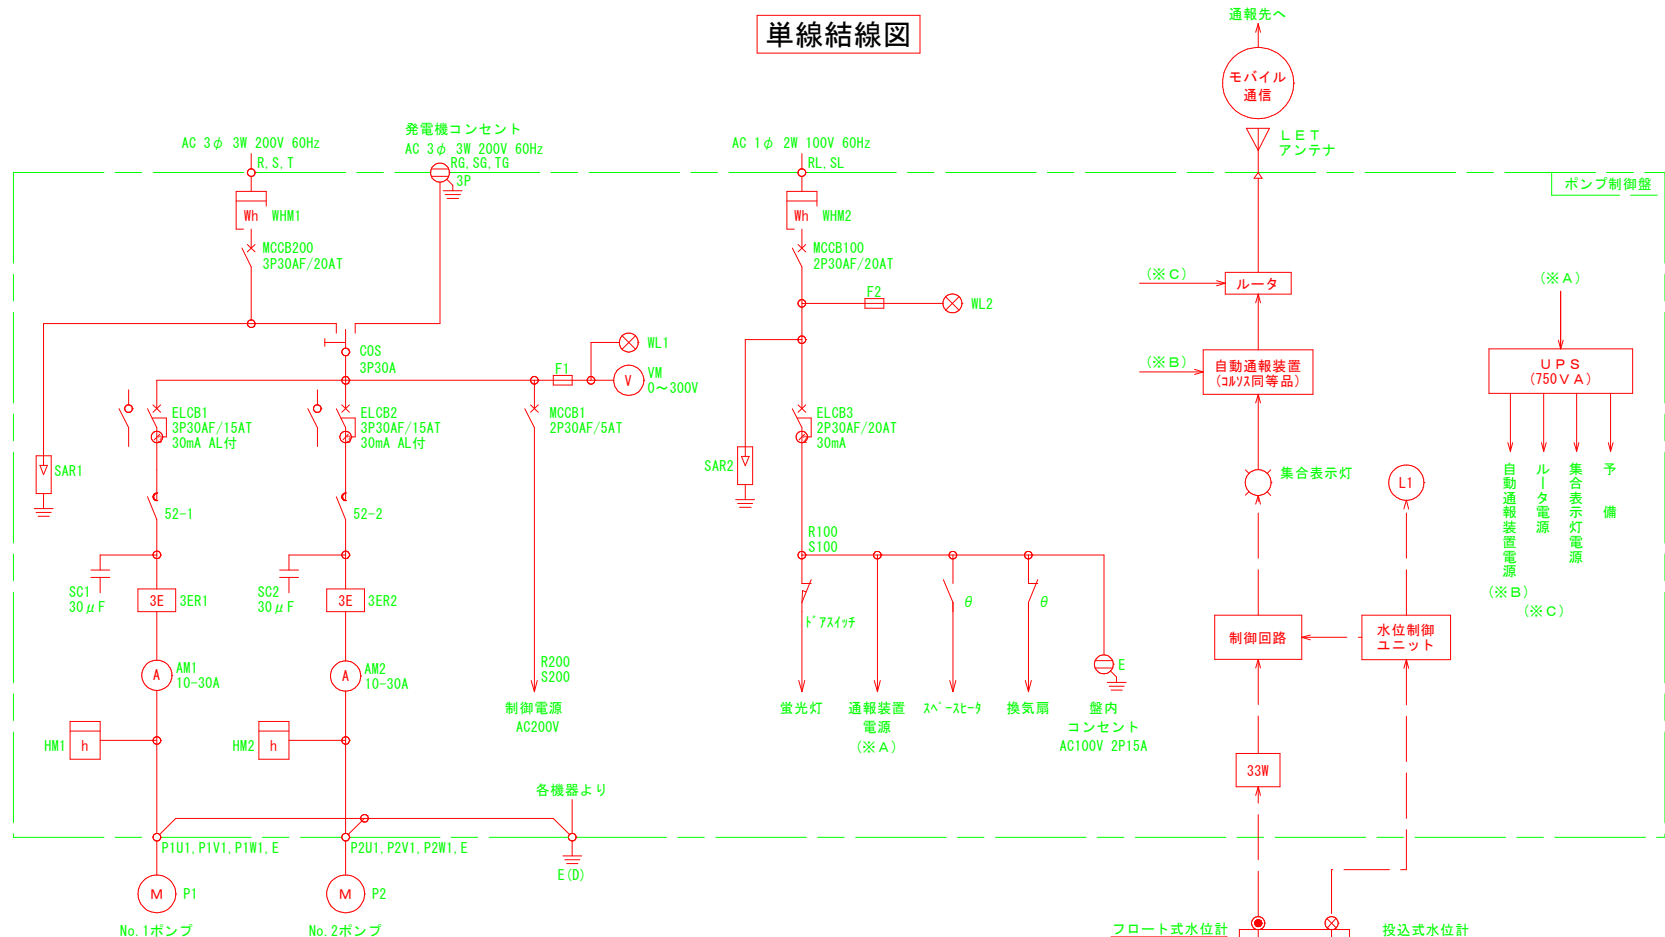 単線結線図
通報先へ
モバイル
通信
LET
アンテナ
AC 3φ 3W 200V 60Hz
R,S,T
発電機コンセント
AC 3φ 3W 200V 60Hz
RG,SG,TG
3P
AC 1φ 2W 100V 60Hz
RL,SL
ポンプ制御盤
Wh
WHM1
MCCB200
3P30AF/20AT
Wh
WHM2
MCCB100
2P30AF/20AT
F2
WL2
(※C)
ルータ
(※A)
COS
3P30A
F1
WL1
V
VM
0～300V
(※B)
自動通報装置
(ｺﾙｿｽ同等品)
UPS
(750VA)
ELCB1
3P30AF/15AT
30mA AL付
ELCB2
3P30AF/15AT
30mA AL付
MCCB1
2P30AF/5AT
ELCB3
2P30AF/20AT
30mA
SAR1
SAR2
集合表示灯
L1
自動通報装置電源
(※B)
ルータ電源
(※C)
集合表示灯電源
予備
52-1
52-2
R100
S100
SC1
30μF
3E
3ER1
SC2
30μF
3E
3ER2
ﾄﾞｱｽｲｯﾁ
θ
θ
制御回路
水位制御
ユニット
A
AM1
10-30A
A
AM2
10-30A
R200
S200
制御電源
AC200V
E
蛍光灯
通報装置
電源
(※A)
ｽﾍﾟｰｽﾋｰﾀ
換気扇
盤内
コンセント
AC100V 2P15A
HM1
h
HM2
h
33W
各機器より
P1U1,P1V1,P1W1,E
P2U1,P2V1,P2W1,E
E(D)
M
P1
M
P2
No.1ポンプ
No.2ポンプ
フロート式水位計
投込式水位計